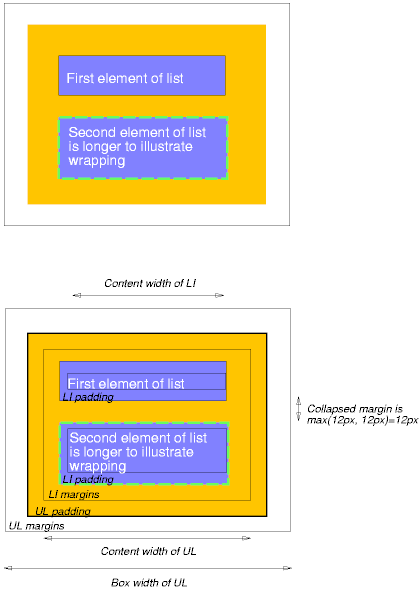 First element of list
Second element of list
is longer to illustrate
wrapping
Content width of LI
First element of list
LI padding
Collapsed margin is
max(12px, 12px)=12px
Second element of list
is longer to illustrate
wrapping
LI padding
LI margins
UL padding
UL margins
Content width of UL
Box width of UL